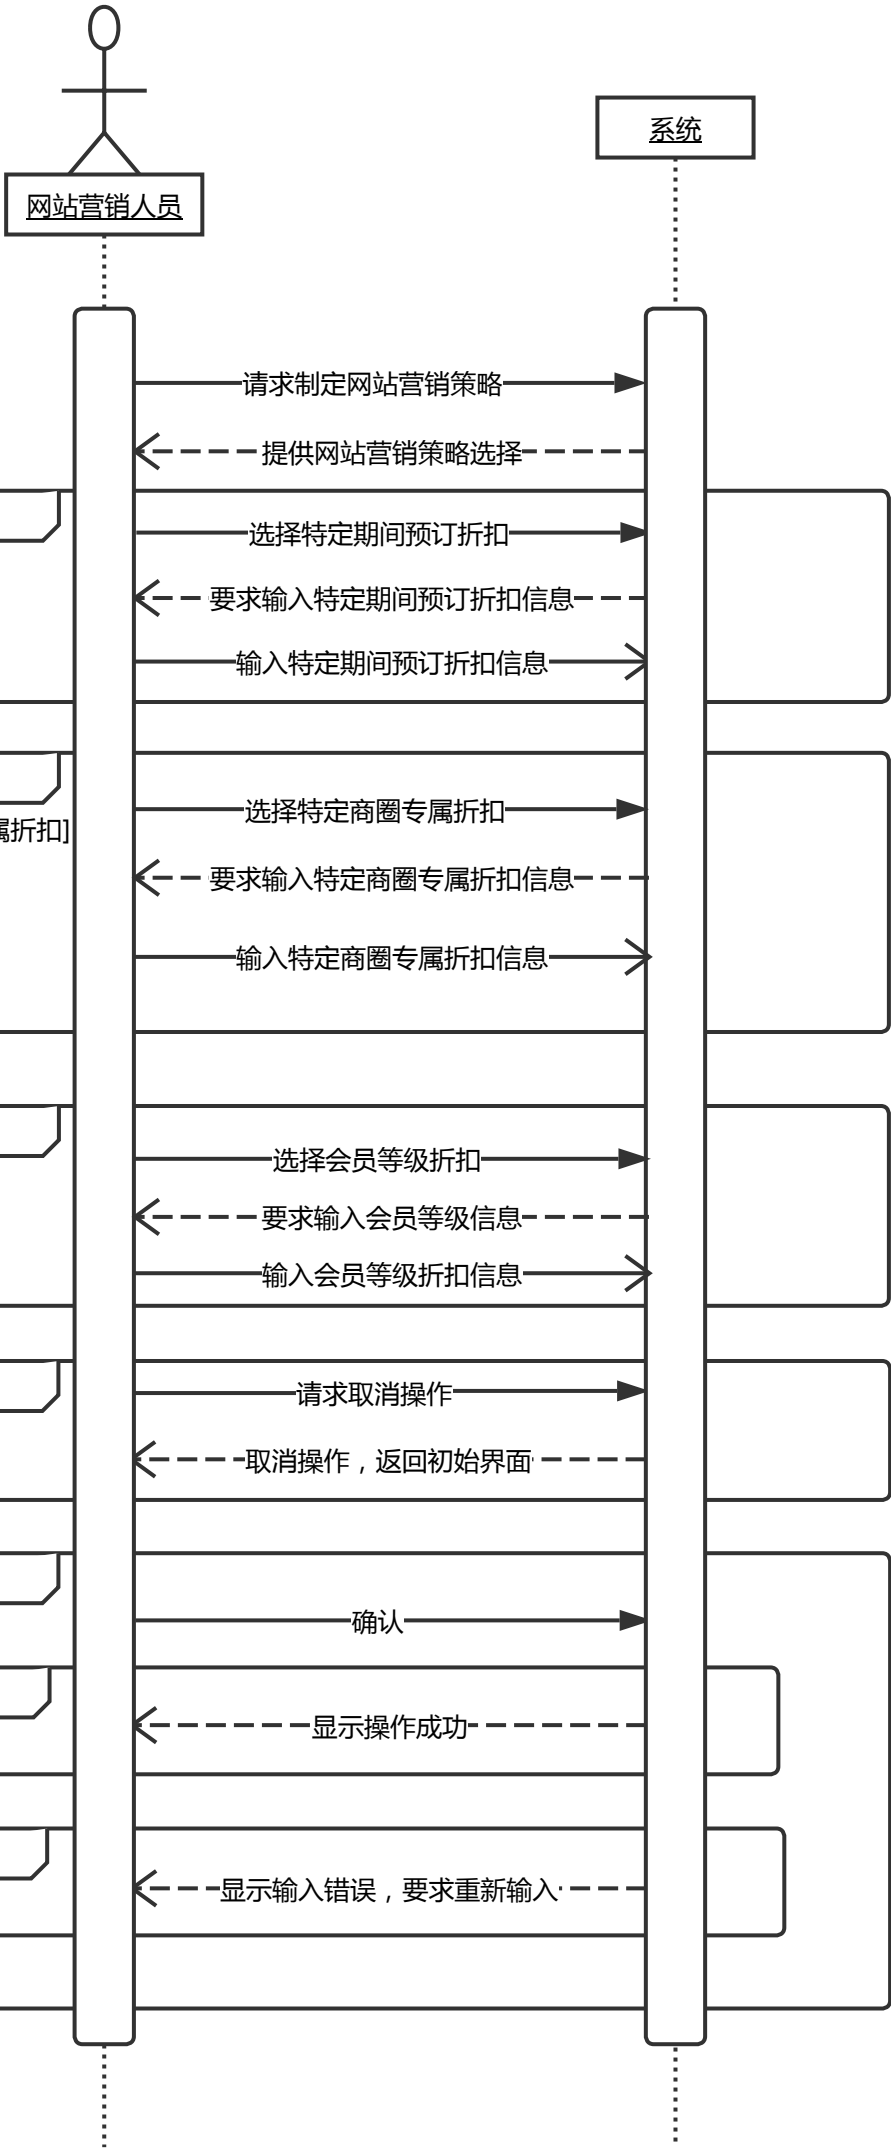 系统
网站营销人员
请求制定网站营销策略
提供网站营销策略选择
选择特定期间预订折扣
要求输入特定期间预订折扣信息
输入特定期间预订折扣信息
选择特定商圈专属折扣
属折扣]
要求输入特定商圈专属折扣信息
输入特定商圈专属折扣信息
选择会员等级折扣
要求输入会员等级信息
输入会员等级折扣信息
请求取消操作
取消操作，返回初始界面
确认
显示操作成功
显示输入错误，要求重新输入